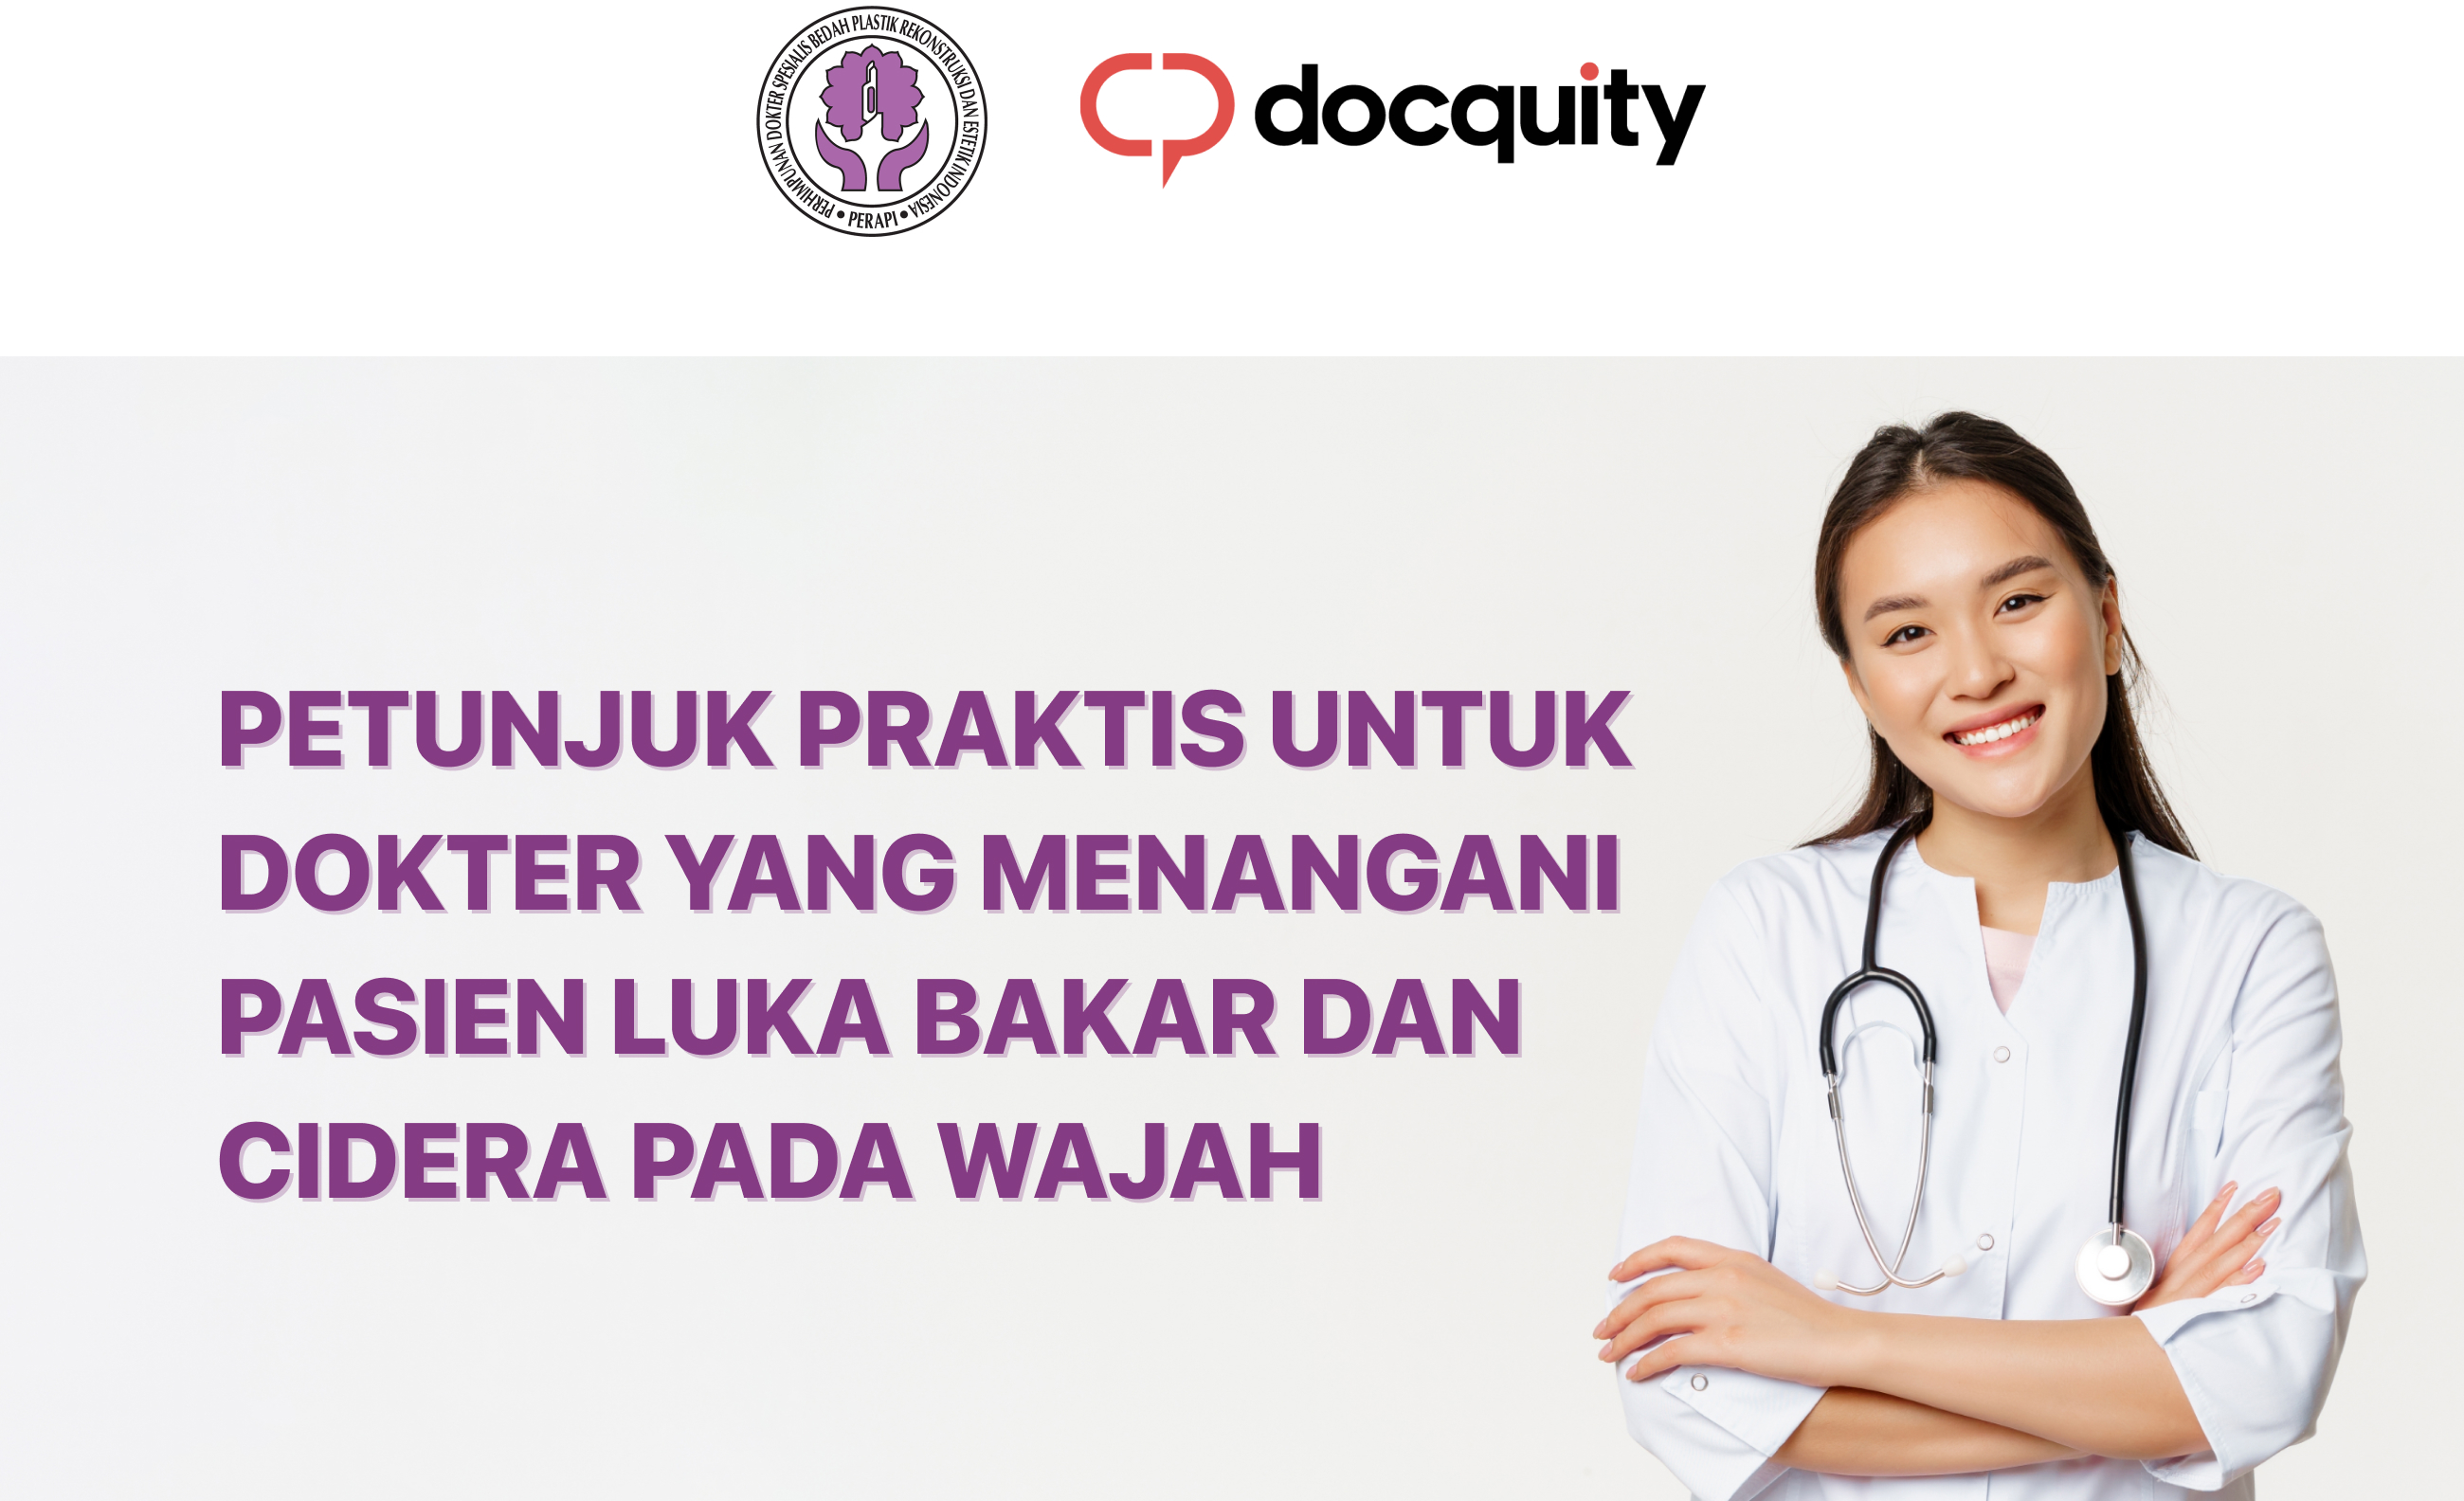 PERHIMPUNAN DOKTER SPESIALIS BEDAH PLASTIK REKONSTRUKSI DAN ESTETIK INDONESIA
• PERAPI •
docquity
PETUNJUK PRAKTIS UNTUK
DOKTER YANG MENANGANI
PASIEN LUKA BAKAR DAN
CIDERA PADA WAJAH